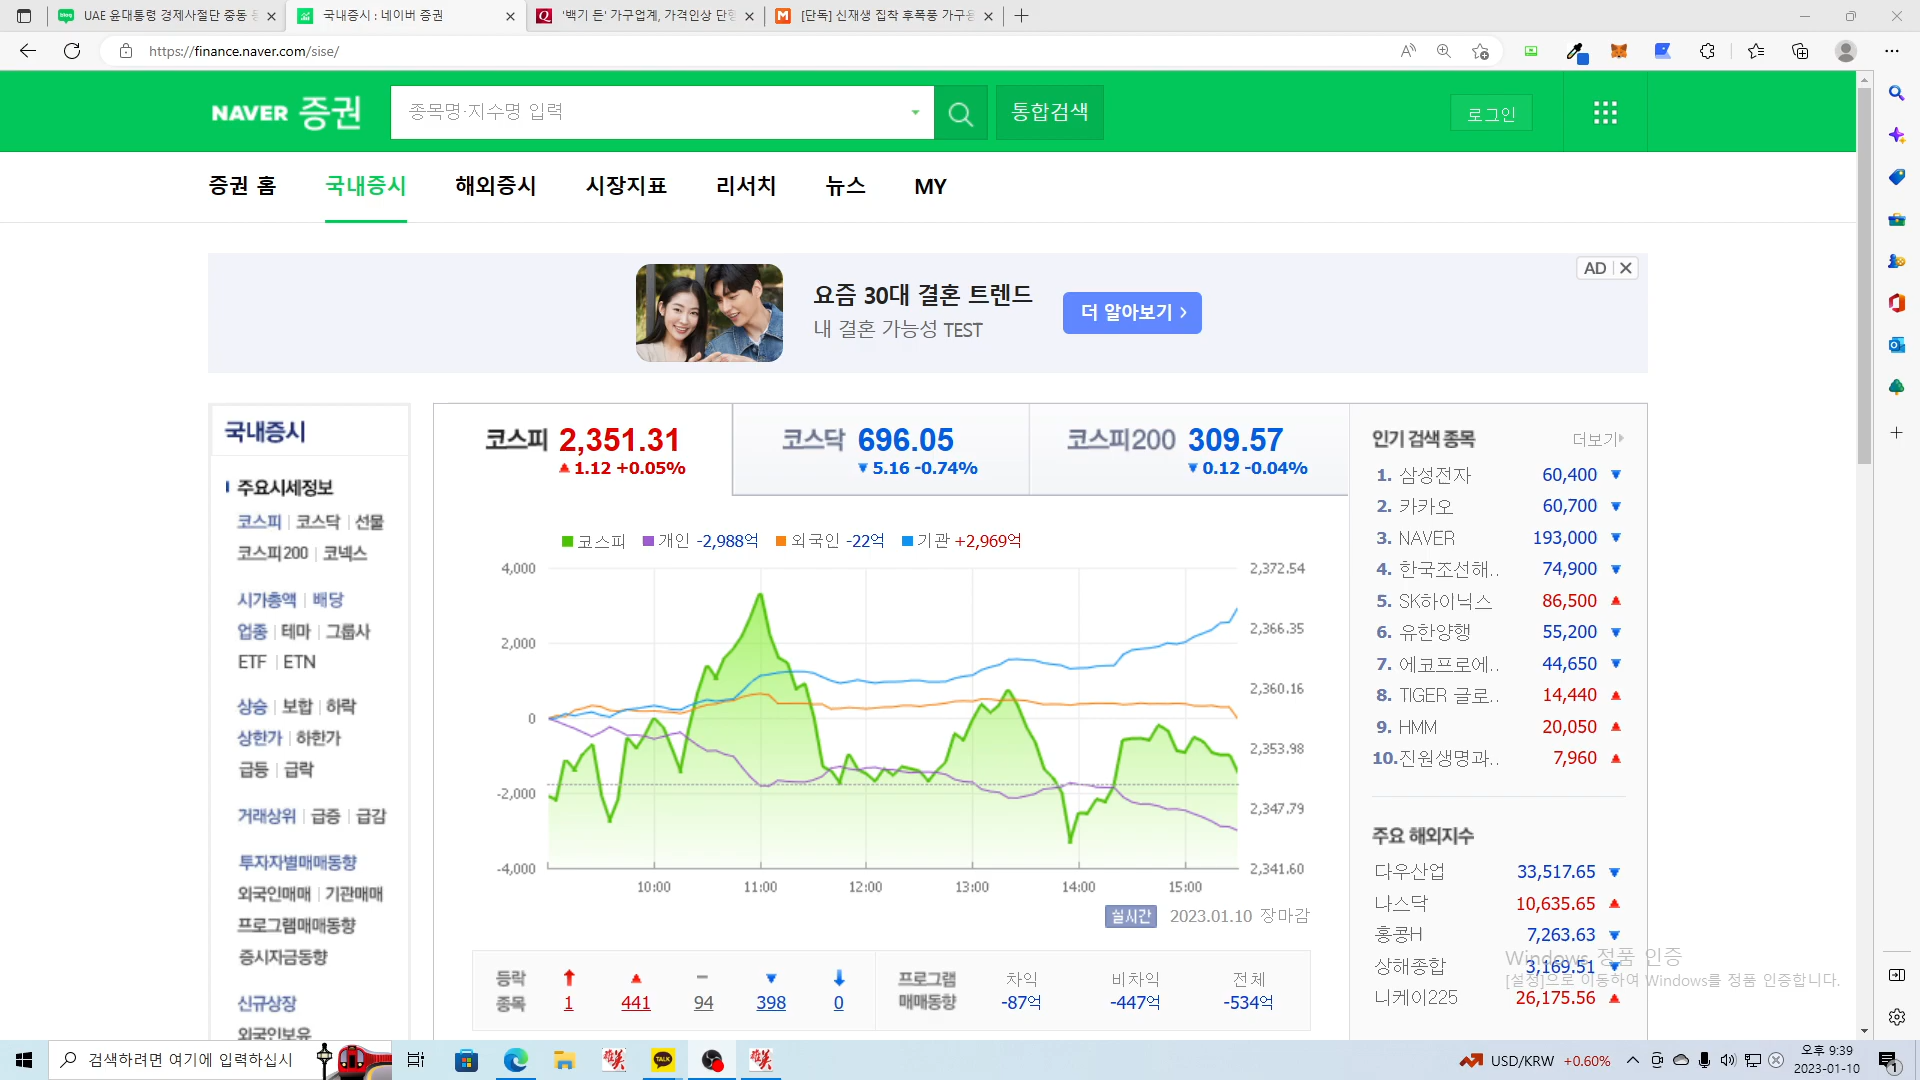 UAE 윤대통령 경제사절단 중동
국내증시 : 네이버 증권
'백기 든' 가구업계, 가격인상 단행
[단독] 신재생 집착 후폭풍 가구운
https://finance.naver.com/sise/
NAVER 증권
종목명·지수명 입력
통합검색
로그인
증권 홈 국내증시 해외증시 시장지표 리서치 뉴스 MY
요즘 30대 결혼 트렌드
내 결혼 가능성 TEST
더 알아보기 >
AD
국내증시
주요시세정보
코스피 코스닥 선물
코스피200 코넥스
시가총액 배당
업종 테마 그룹사
ETF ETN
상승 보합 하락
상한가 하한가
급등 급락
거래상위 급증 급감
투자자별매매동향
외국인매매 기관매매
프로그램매매동향
증시자금동향
신규상장
외국인보유
코스피 2,351.31
▲ 1.12 +0.05%
코스닥 696.05
▼ 5.16 -0.74%
코스피200 309.57
▼ 0.12 -0.04%
코스피 개인 -2,988억 외국인 -22억 기관 +2,969억
4,000 2,372.54
2,000 2,366.35
2,360.16
0
2,353.98
-2,000 2,347.79
-4,000 2,341.60
10:00 11:00 12:00 13:00 14:00 15:00
실시간 2023.01.10 장마감
등락
종목
1 441 94 398 0
프로그램
매매동향
차익 비차익 전체
-87억 -447억 -534억
인기 검색 종목 더보기
1. 삼성전자 60,400 ▼
2. 카카오 60,700 ▼
3. NAVER 193,000 ▼
4. 한국조선해.. 74,900 ▼
5. SK하이닉스 86,500 ▲
6. 유한양행 55,200 ▼
7. 에코프로에.. 44,650 ▼
8. TIGER 글로.. 14,440 ▲
9. HMM 20,050 ▲
10. 진원생명과.. 7,960 ▲
주요 해외지수
다우산업 33,517.65 ▼
나스닥 10,635.65 ▲
홍콩H 7,263.63 ▼
상해종합 3,169.51 ▼
니케이225 26,175.56 ▲
Windows 정품 인증
[설정]으로 이동하여 Windows를 정품 인증합니다.
검색하려면 여기에 입력하십시
TALK
USD/KRW +0.60%
오후 9:39
2023-01-10
1